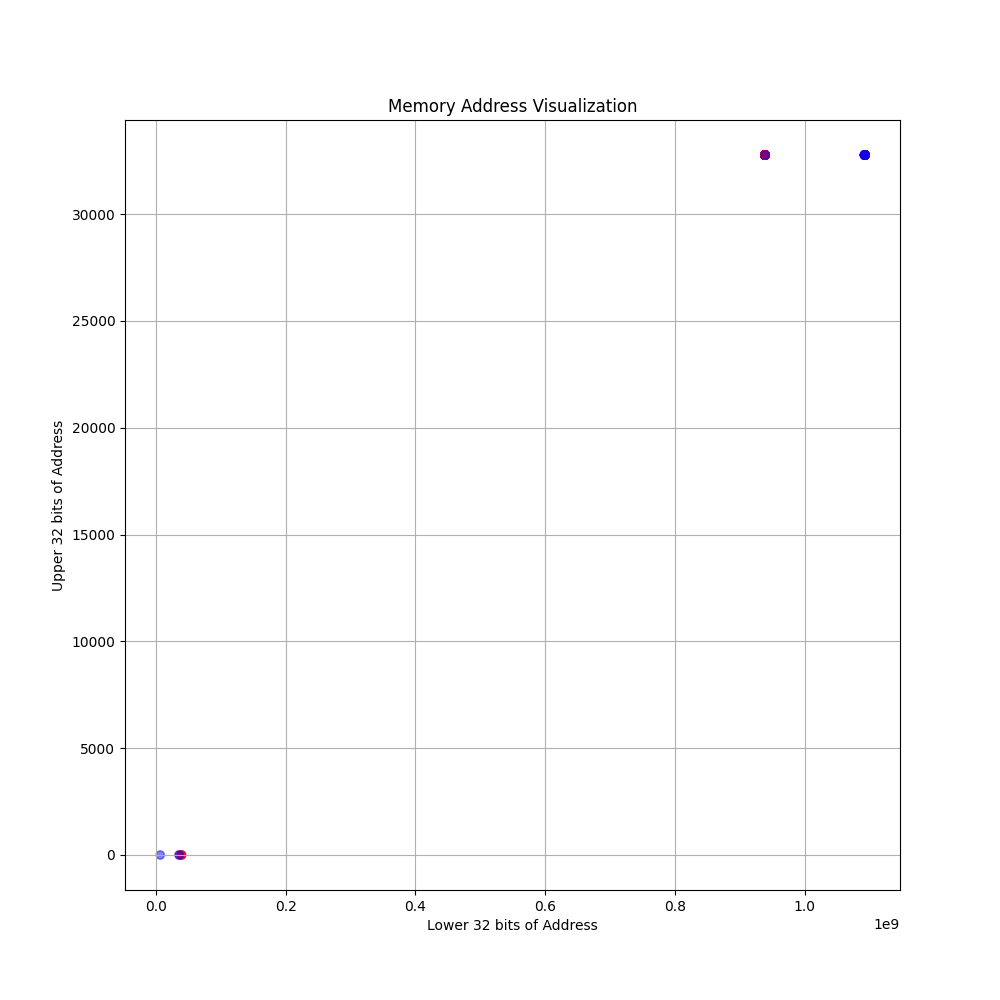 Memory Address Visualization
30000
25000
20000
15000
10000
5000
0
Upper 32 bits of Address
0.0 0.2 0.4 0.6 0.8 1.0
1e9
Lower 32 bits of Address